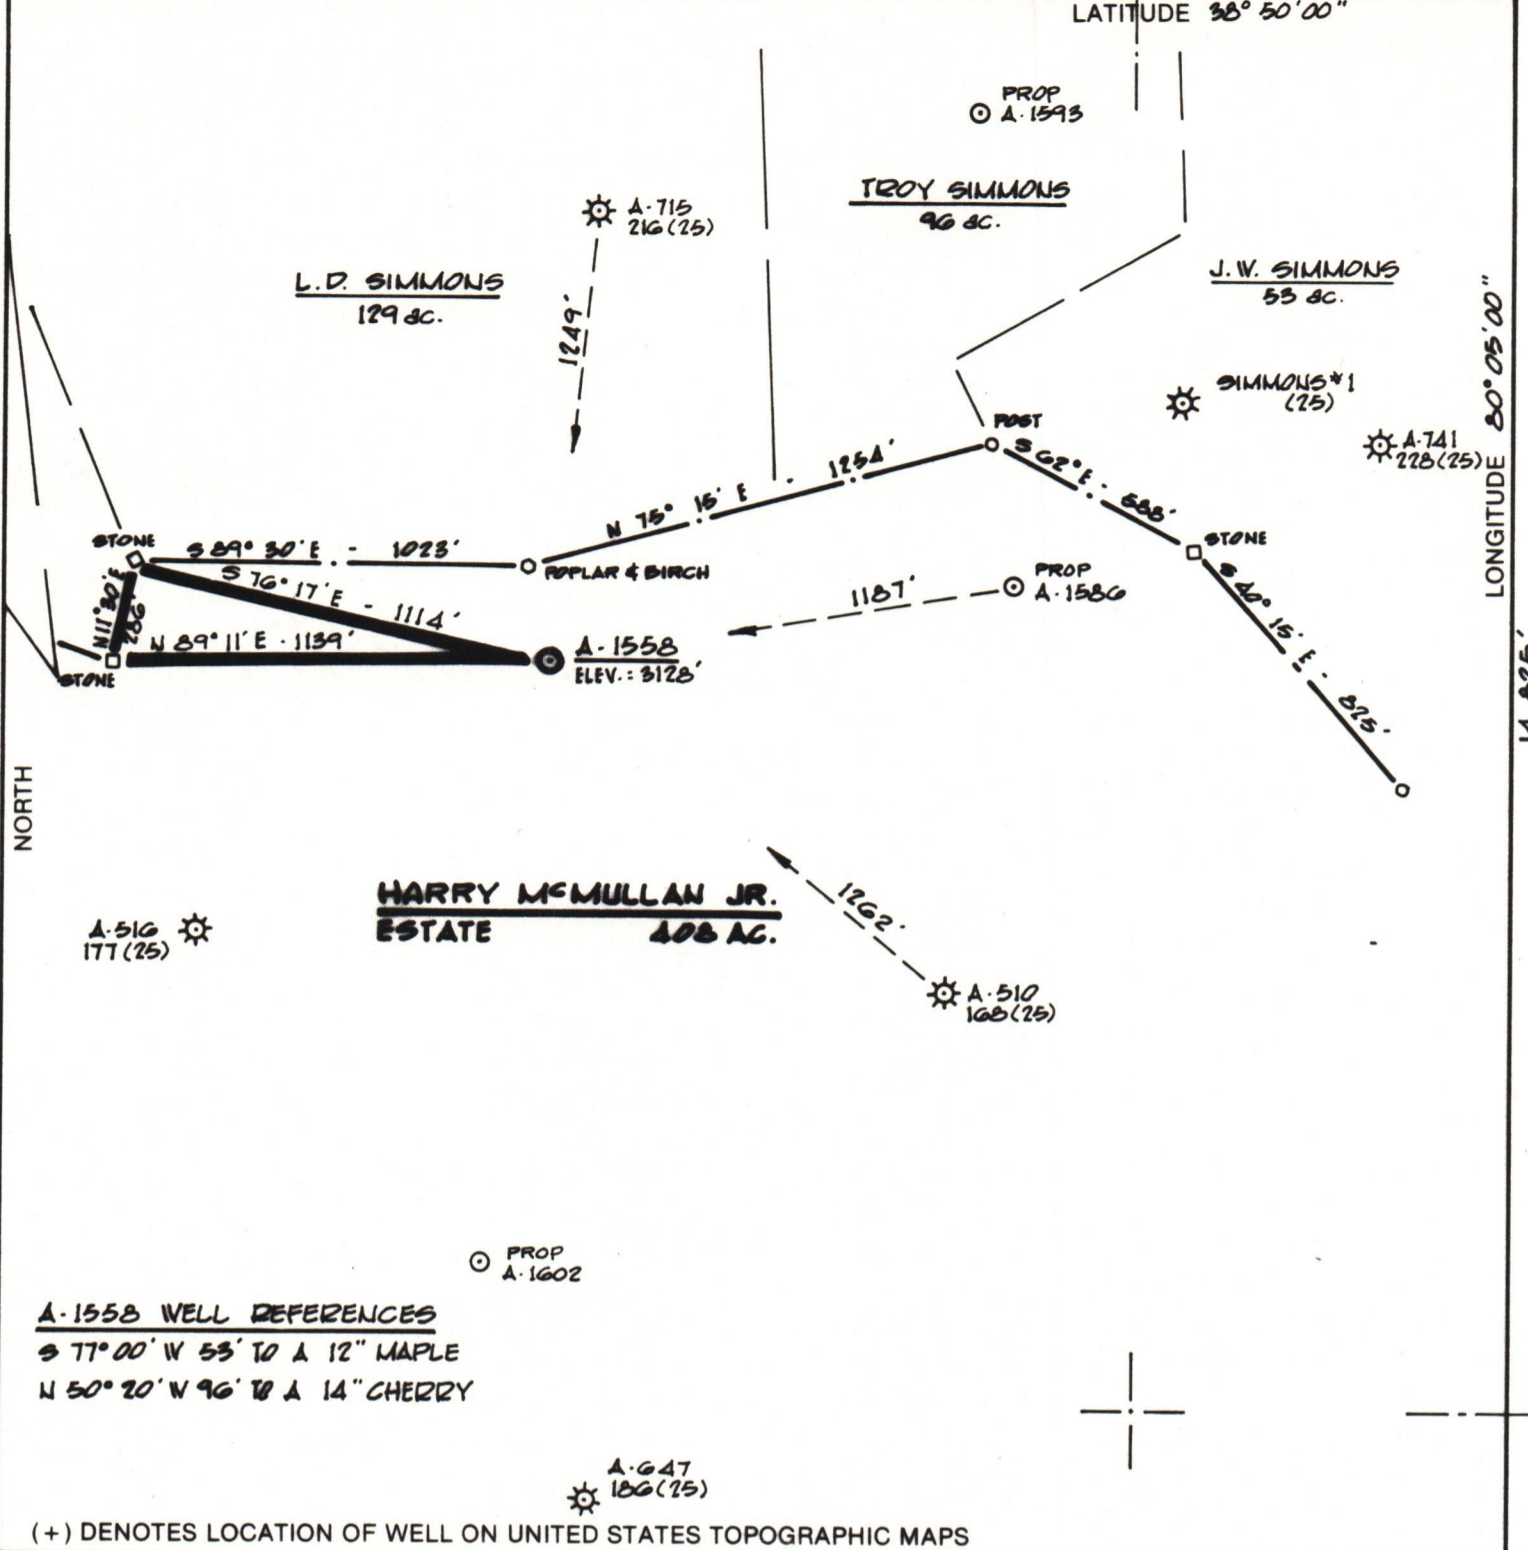 LATITUDE 38° 50' 00"
PROP
A-1593
TROY SIMMONS
96 ac.
A-715
216(25)
L.D. SIMMONS
129 ac.
J.W. SIMMONS
53 ac.
1249'
LONGITUDE 80° 05' 00"
SIMMONS #1
(25)
A-741
228(25)
POST
N 75° 15' E - 1254'
S 62° E - 588'
STONE
STONE
S 89° 30' E - 1023'
POPLAR & BIRCH
S 76° 17' E - 1114'
N 11° 30' E
286'
N 89° 11' E - 1139'
STONE
A-1558
ELEV.: 3128'
1187'
PROP
A-1586
S 40° 15' E - 825'
NORTH
HARRY McMULLAN JR.
ESTATE 408 AC.
1262'
A-516
177(25)
A-510
168(25)
PROP
A-1602
A-1558 WELL REFERENCES
S 77° 00' W 53' TO A 12" MAPLE
N 50° 20' W 96' TO A 14" CHERRY
A-647
186(25)
(+) DENOTES LOCATION OF WELL ON UNITED STATES TOPOGRAPHIC MAPS